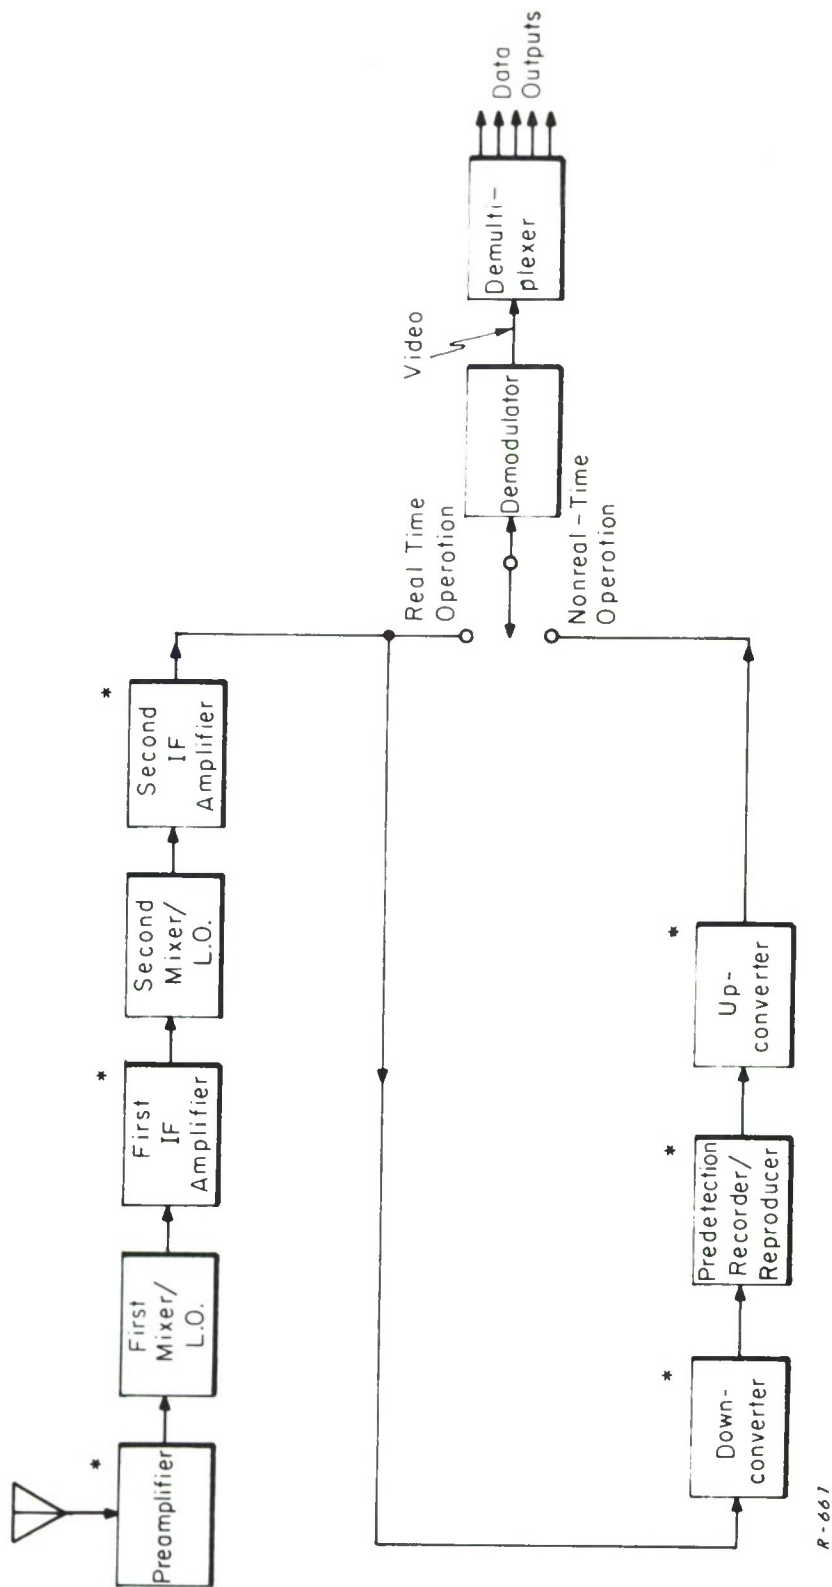 Preamplifier
*
First
Mixer/
L.O.
First
IF
Amplifier
*
Second
Mixer/
L.O.
Second
IF
Amplifier
*
Real Time
Operation
Nonreal-Time
Operation
Demodulator
Video
Demulti-
plexer
Data
Outputs
Down-
converter
*
Predetection
Recorder/
Reproducer
*
Up-
converter
*
R-661